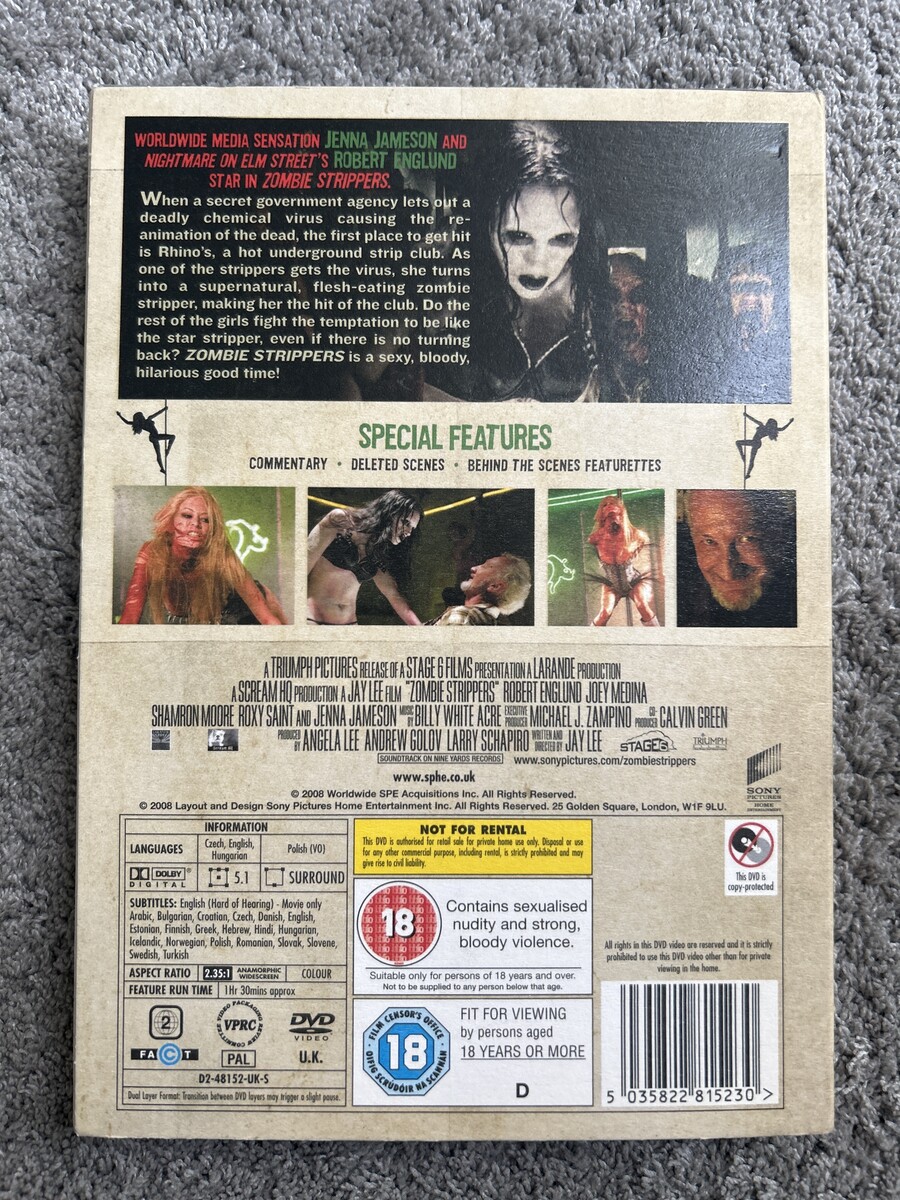 WORLDWIDE MEDIA SENSATION JENNA JAMESON AND
NIGHTMARE ON ELM STREET'S ROBERT ENGLUND
STAR IN ZOMBIE STRIPPERS.
When a secret government agency lets out a
deadly chemical virus causing the re-
animation of the dead, the first place to get hit
is Rhino's, a hot underground strip club. As
one of the strippers gets the virus, she turns
into a supernatural, flesh-eating zombie
stripper, making her the hit of the club. Do the
rest of the girls fight the temptation to be like
the star stripper, even if there is no turning
back? ZOMBIE STRIPPERS is a sexy, bloody,
hilarious good time!
SPECIAL FEATURES
COMMENTARY • DELETED SCENES • BEHIND THE SCENES FEATURETTES
A TRIUMPH PICTURES RELEASE OF A STAGE 6 FILMS PRESENTATION A LARANDE PRODUCTION
A SCREAM HQ PRODUCTION A JAY LEE FILM "ZOMBIE STRIPPERS" ROBERT ENGLUND JOEY MEDINA
SHAMRON MOORE ROXY SAINT AND JENNA JAMESON MUSIC BY BILLY WHITE ACRE EXECUTIVE PRODUCER MICHAEL J. ZAMPINO CO-PRODUCER CALVIN GREEN
PRODUCED BY ANGELA LEE ANDREW GOLOV LARRY SCHAPIRO WRITTEN AND DIRECTED BY JAY LEE STAGE6 TRIUMPH
SOUNDTRACK ON NINE YARDS RECORDS www.sonypictures.com/zombiestrippers
www.sphe.co.uk
© 2008 Worldwide SPE Acquisitions Inc. All Rights Reserved.
© 2008 Layout and Design Sony Pictures Home Entertainment Inc. All Rights Reserved. 25 Golden Square, London, W1F 9LU.
SONY
PICTURES
HOME
ENTERTAINMENT
INFORMATION
LANGUAGES Czech, English, Hungarian Polish (VO)
DOLBY DIGITAL 5.1 SURROUND
SUBTITLES: English (Hard of Hearing) - Movie only
Arabic, Bulgarian, Croatian, Czech, Danish, English,
Estonian, Finnish, Greek, Hebrew, Hindi, Hungarian,
Icelandic, Norwegian, Polish, Romanian, Slovak, Slovene,
Swedish, Turkish
ASPECT RATIO 2.35:1 ANAMORPHIC WIDESCREEN COLOUR
FEATURE RUN TIME 1Hr 30mins approx
2
FACT
VIDEO PACKAGING REVIEW COMMITTEE
VPRC
PAL
DVD
VIDEO
U.K.
D2-48152-UK-S
Dual Layer Format: Transition between DVD layers may trigger a slight pause.
NOT FOR RENTAL
This DVD is authorised for retail sale for private home use only. Disposal or use
for any other commercial purpose, including rental, is strictly prohibited and may
give rise to civil liability.
18
Contains sexualised
nudity and strong,
bloody violence.
Suitable only for persons of 18 years and over.
Not to be supplied to any person below that age.
FILM CENSOR'S OFFICE
18
OIFIG SCRÚDÓIR NA SCANNÁN
FIT FOR VIEWING
by persons aged
18 YEARS OR MORE
D
This DVD is
copy-protected
All rights in this DVD video are reserved and it is strictly
prohibited to use this DVD video other than for private
viewing in the home.
5 035822 815230 >